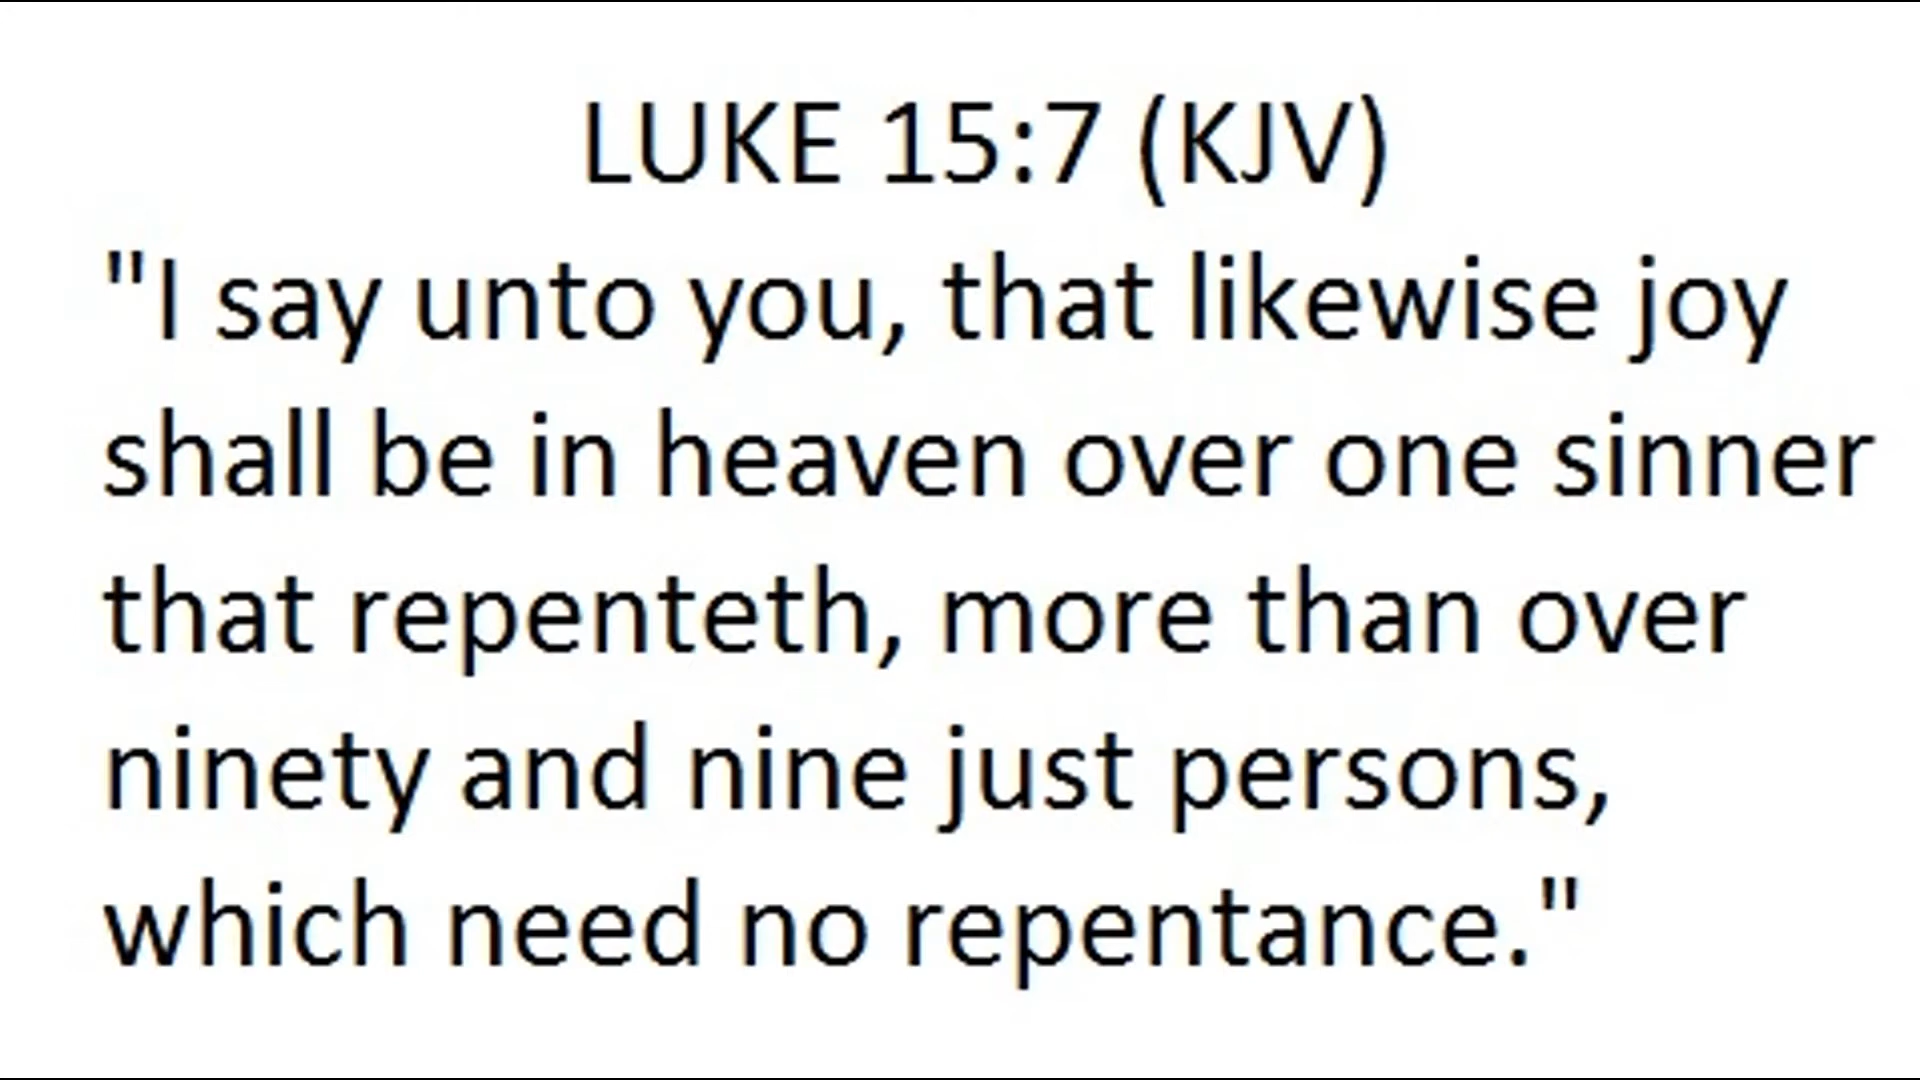 LUKE 15:7 (KJV)
"I say unto you, that likewise joy
shall be in heaven over one sinner
that repenteth, more than over
ninety and nine just persons,
which need no repentance."